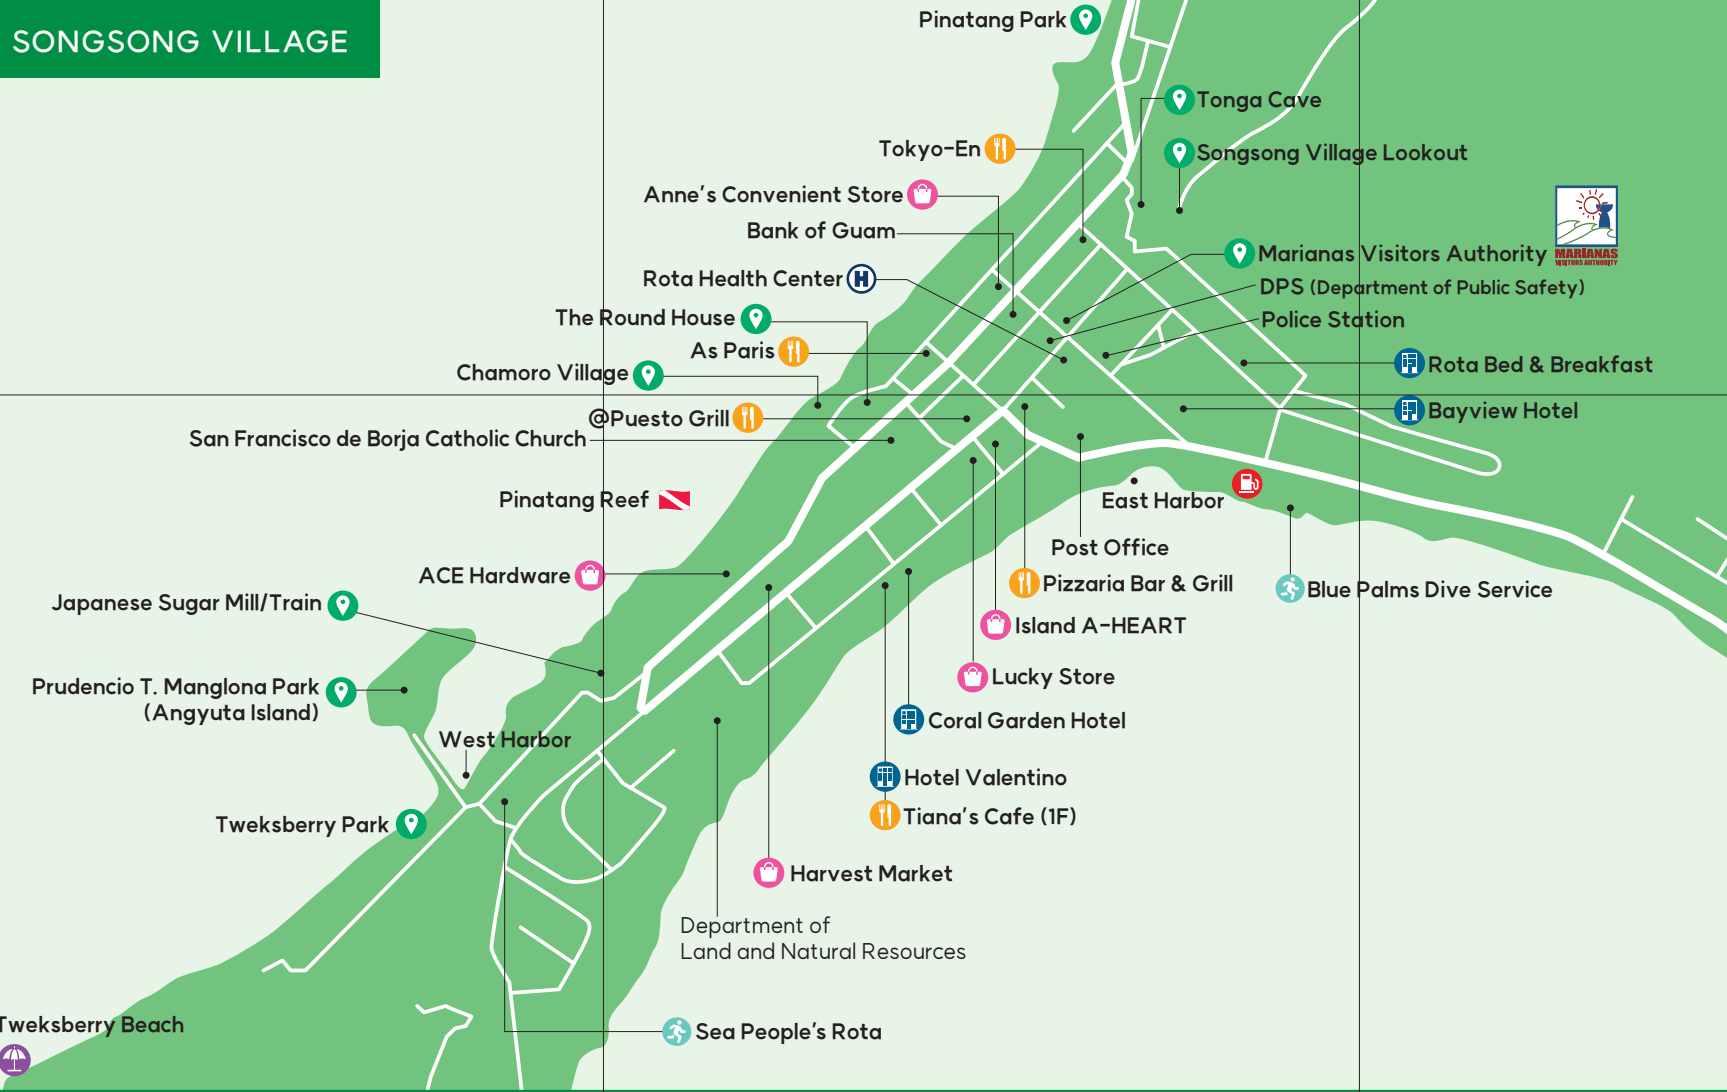 SONGSONG VILLAGE
Pinatang Park
Tonga Cave
Tokyo-En
Songsong Village Lookout
Anne's Convenient Store
Bank of Guam
Marianas Visitors Authority
MARIANAS
VISITORS AUTHORITY
Rota Health Center
H
DPS (Department of Public Safety)
The Round House
Police Station
As Paris
Rota Bed & Breakfast
Chamoro Village
Bayview Hotel
@Puesto Grill
San Francisco de Borja Catholic Church
Pinatang Reef
East Harbor
Post Office
ACE Hardware
Pizzaria Bar & Grill
Blue Palms Dive Service
Japanese Sugar Mill/Train
Island A-HEART
Lucky Store
Prudencio T. Manglona Park
(Angyuta Island)
Coral Garden Hotel
West Harbor
Hotel Valentino
Tiana's Cafe (1F)
Tweksberry Park
Harvest Market
Department of
Land and Natural Resources
Tweksberry Beach
Sea People's Rota